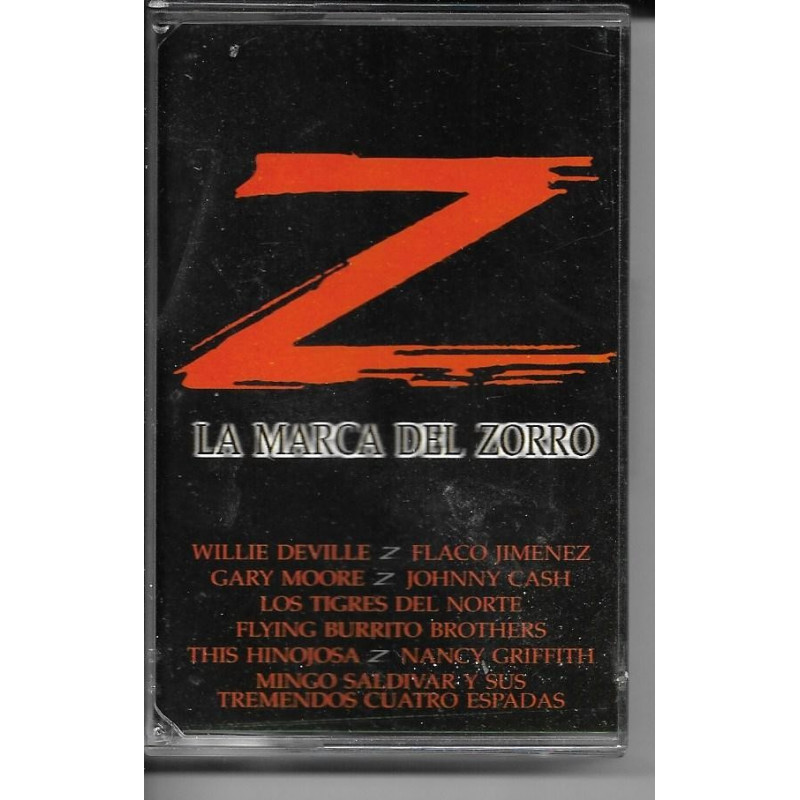 Z
LA MARCA DEL ZORRO
WILLIE DEVILLE Z FLACO JIMENEZ
GARY MOORE Z JOHNNY CASH
LOS TIGRES DEL NORTE
FLYING BURRITO BROTHERS
THIS HINOJOSA Z NANCY GRIFFITH
MINGO SALDIVAR Y SUS
TREMENDOS CUATRO ESPADAS